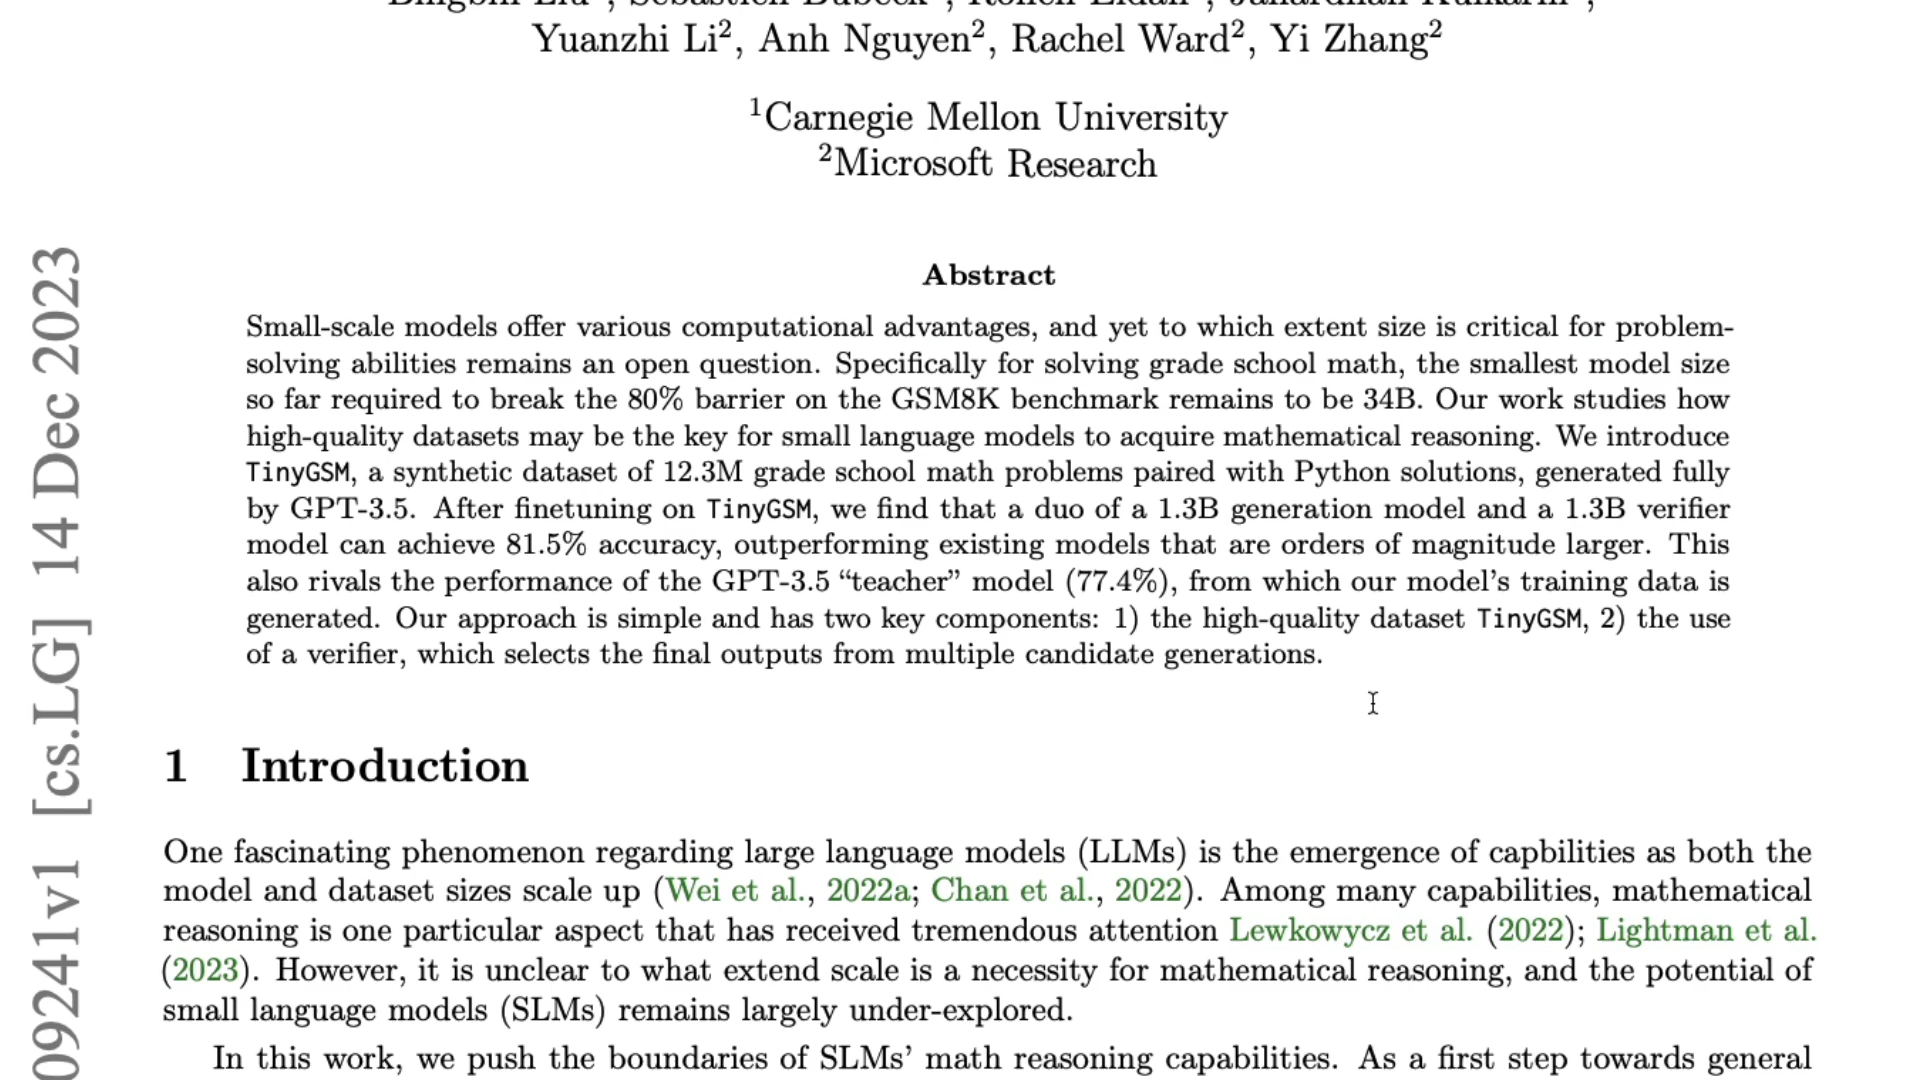 Yuanzhi Li², Anh Nguyen², Rachel Ward², Yi Zhang²
¹Carnegie Mellon University
²Microsoft Research
Abstract
Small-scale models offer various computational advantages, and yet to which extent size is critical for problem-
solving abilities remains an open question. Specifically for solving grade school math, the smallest model size
so far required to break the 80% barrier on the GSM8K benchmark remains to be 34B. Our work studies how
high-quality datasets may be the key for small language models to acquire mathematical reasoning. We introduce
TinyGSM, a synthetic dataset of 12.3M grade school math problems paired with Python solutions, generated fully
by GPT-3.5. After finetuning on TinyGSM, we find that a duo of a 1.3B generation model and a 1.3B verifier
model can achieve 81.5% accuracy, outperforming existing models that are orders of magnitude larger. This
also rivals the performance of the GPT-3.5 “teacher” model (77.4%), from which our model’s training data is
generated. Our approach is simple and has two key components: 1) the high-quality dataset TinyGSM, 2) the use
of a verifier, which selects the final outputs from multiple candidate generations.
1 Introduction
One fascinating phenomenon regarding large language models (LLMs) is the emergence of capbilities as both the
model and dataset sizes scale up (Wei et al., 2022a; Chan et al., 2022). Among many capabilities, mathematical
reasoning is one particular aspect that has received tremendous attention Lewkowycz et al. (2022); Lightman et al.
(2023). However, it is unclear to what extend scale is a necessity for mathematical reasoning, and the potential of
small language models (SLMs) remains largely under-explored.
In this work, we push the boundaries of SLMs’ math reasoning capabilities. As a first step towards general
09241v1 [cs.LG] 14 Dec 2023